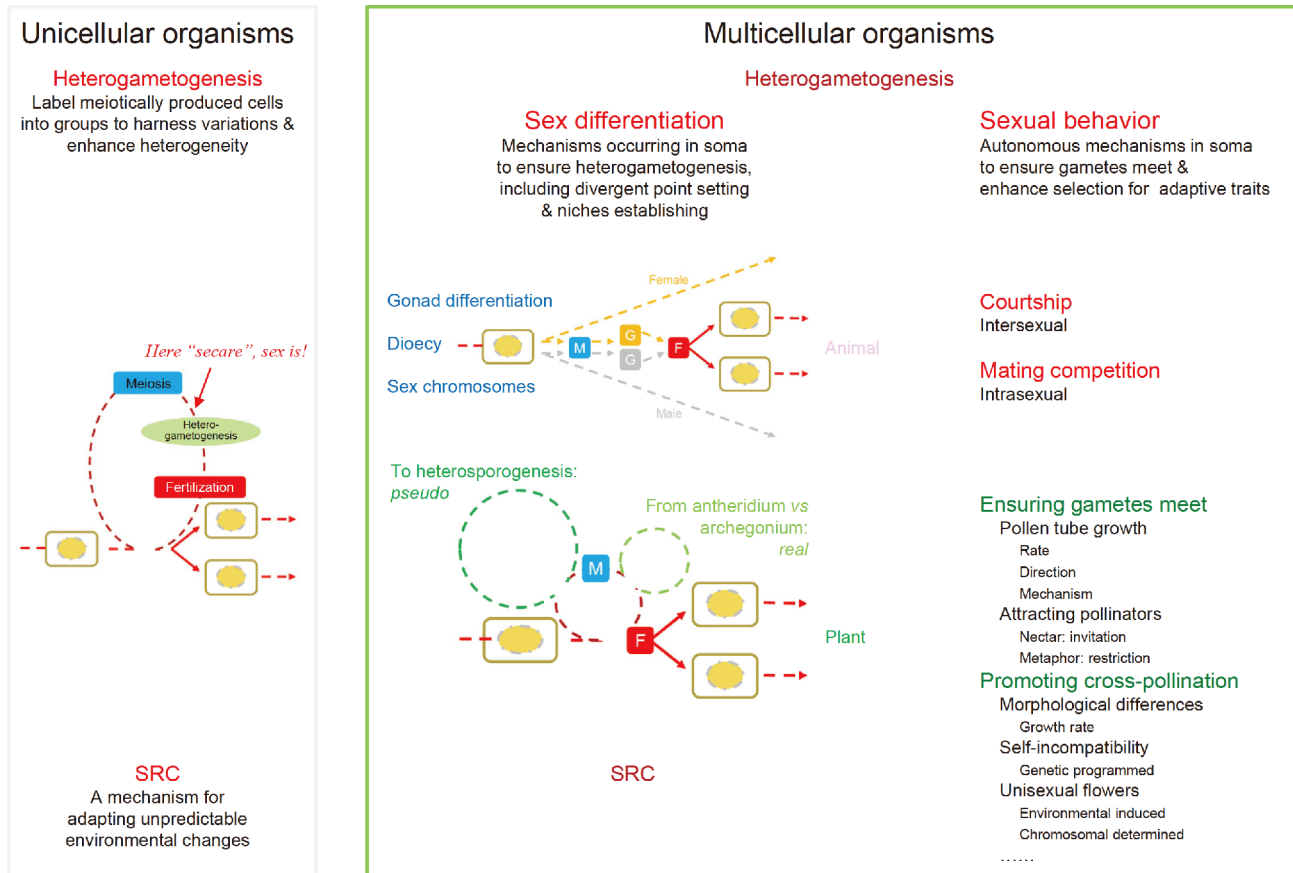 Unicellular organisms
Heterogametogenesis
Label meiotically produced cells
into groups to harness variations &
enhance heterogeneity
Here “secare”, sex is!
Meiosis
Hetero-
gametogenesis
Fertilization
SRC
A mechanism for
adapting unpredictable
environmental changes
Multicellular organisms
Heterogametogenesis
Sex differentiation
Mechanisms occurring in soma
to ensure heterogametogenesis,
including divergent point setting
& niches establishing
Sexual behavior
Autonomous mechanisms in soma
to ensure gametes meet &
enhance selection for adaptive traits
Gonad differentiation
Dioecy
Sex chromosomes
Female
M
G
G
F
Male
Animal
Courtship
Intersexual
Mating competition
Intrasexual
To heterosporogenesis:
pseudo
From antheridium vs
archegonium:
real
M
F
Plant
SRC
Ensuring gametes meet
Pollen tube growth
Rate
Direction
Mechanism
Attracting pollinators
Nectar: invitation
Metaphor: restriction
Promoting cross-pollination
Morphological differences
Growth rate
Self-incompatibility
Genetic programmed
Unisexual flowers
Environmental induced
Chromosomal determined
……